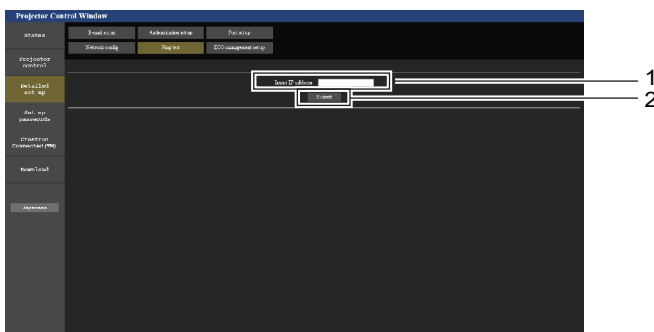 Projector Control Window
Status
E-mail set up
Authentication set up
Port set up
Network config
Ping test
ECO management set up
Projector
control
Detailed
set up
Input IP address
1
Submit
2
Set up
passwords
Crestron
Connected(TM)
Download
Japanese